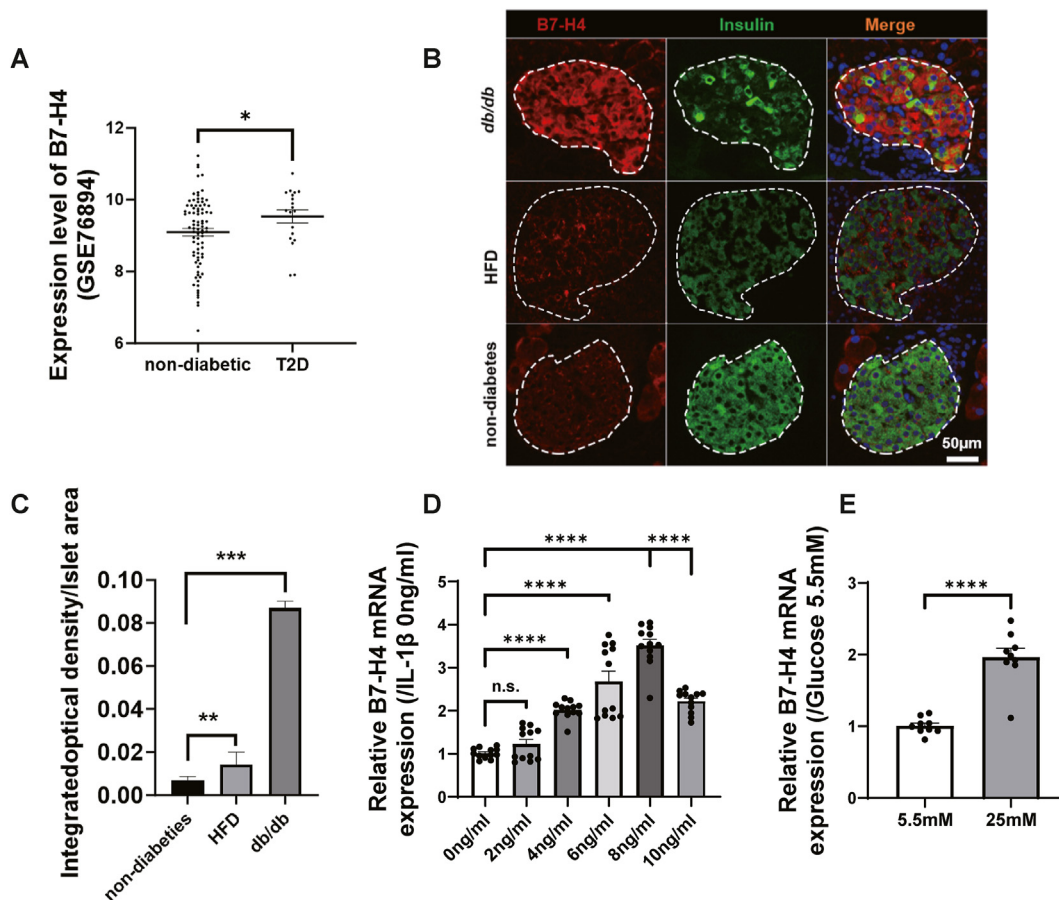 A
Expression level of B7-H4
(GSE76894)
12
10
8
6
*
non-diabetic
T2D
B
B7-H4
Insulin
Merge
db/db
HFD
non-diabetes
50μm
C
Integratedoptical density/Islet area
0.10
0.08
0.06
0.04
0.02
0.00
***
**
non-diabeties
HFD
db/db
D
Relative B7-H4 mRNA
expression (/IL-1β 0ng/ml)
5
4
3
2
1
0
****
****
****
****
n.s.
0ng/ml
2ng/ml
4ng/ml
6ng/ml
8ng/ml
10ng/ml
E
Relative B7-H4 mRNA
expression (/Glucose 5.5mM)
3
2
1
0
****
5.5mM
25mM